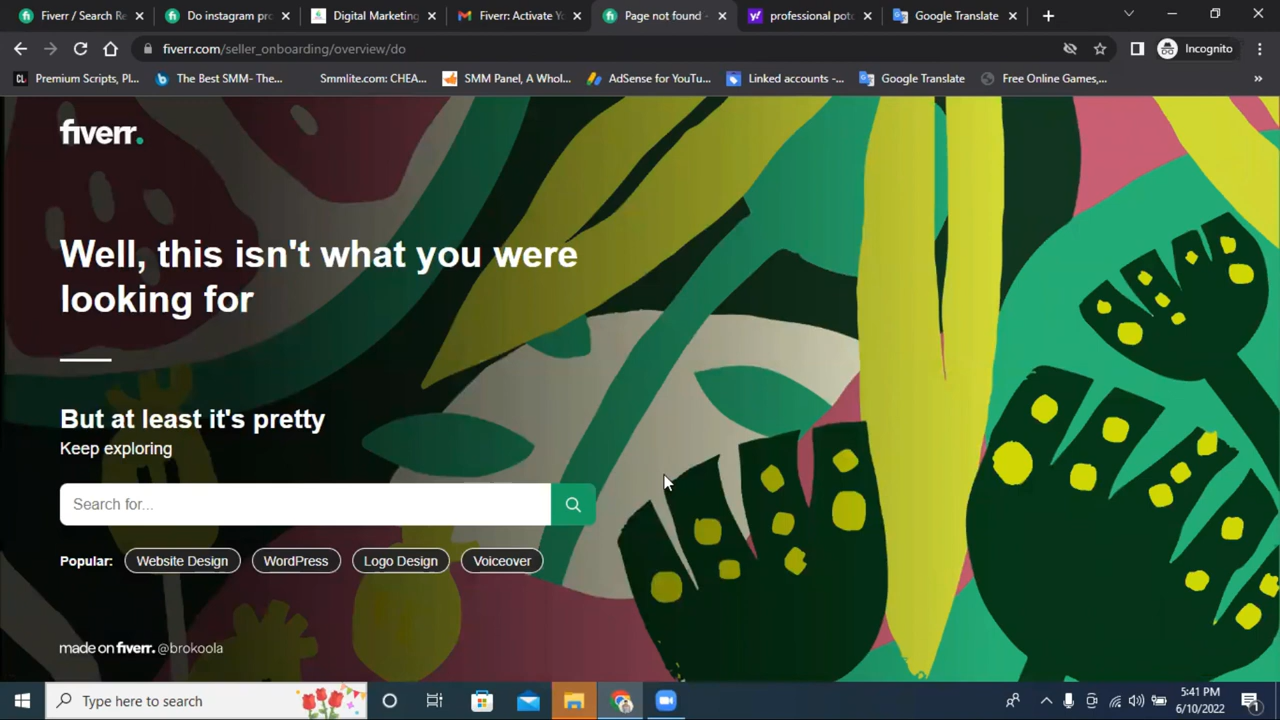 Fiverr / Search Re
Do instagram pro
Digital Marketing
Fiverr: Activate Yo
Page not found -
professional poto
Google Translate
fiverr.com/seller_onboarding/overview/do
Incognito
Premium Scripts, Pl...
The Best SMM- The...
Smmlite.com: CHEA...
SMM Panel, A Whol...
AdSense for YouTu...
Linked accounts -...
Google Translate
Free Online Games,...
»
fiverr.
Well, this isn't what you were
looking for
But at least it's pretty
Keep exploring
Search for...
Popular: Website Design WordPress Logo Design Voiceover
made on fiverr. @brokoola
Type here to search
5:41 PM
6/10/2022
1